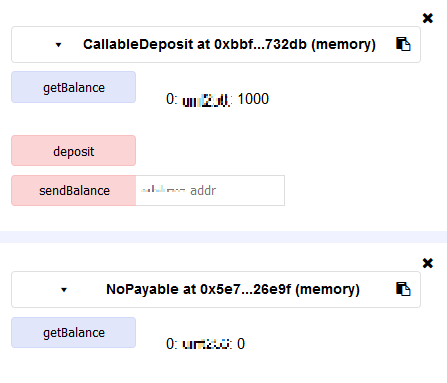 CallableDeposit at 0xbbf...732db (memory)
getBalance
0: : 1000
deposit
sendBalance
addr
NoPayable at 0x5e7...26e9f (memory)
getBalance
0: : 0